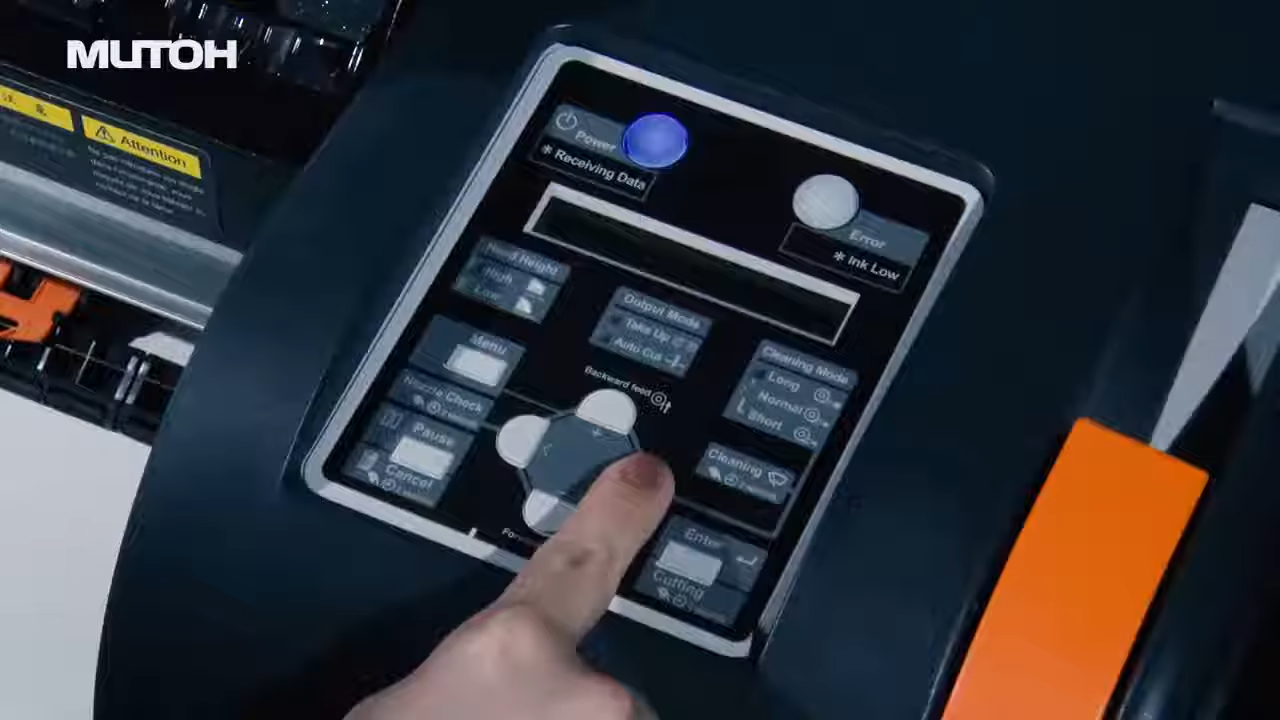 MUTOH
Attention
Power
* Receiving Data
Error
* Ink Low
Head Height
High
Low
Output Mode
Take Up
Auto Cut
Cleaning Mode
Long
Normal
Short
Menu
Backward feed
Nozzle Check
Pause
Cancel
Cleaning
Enter
Cutting